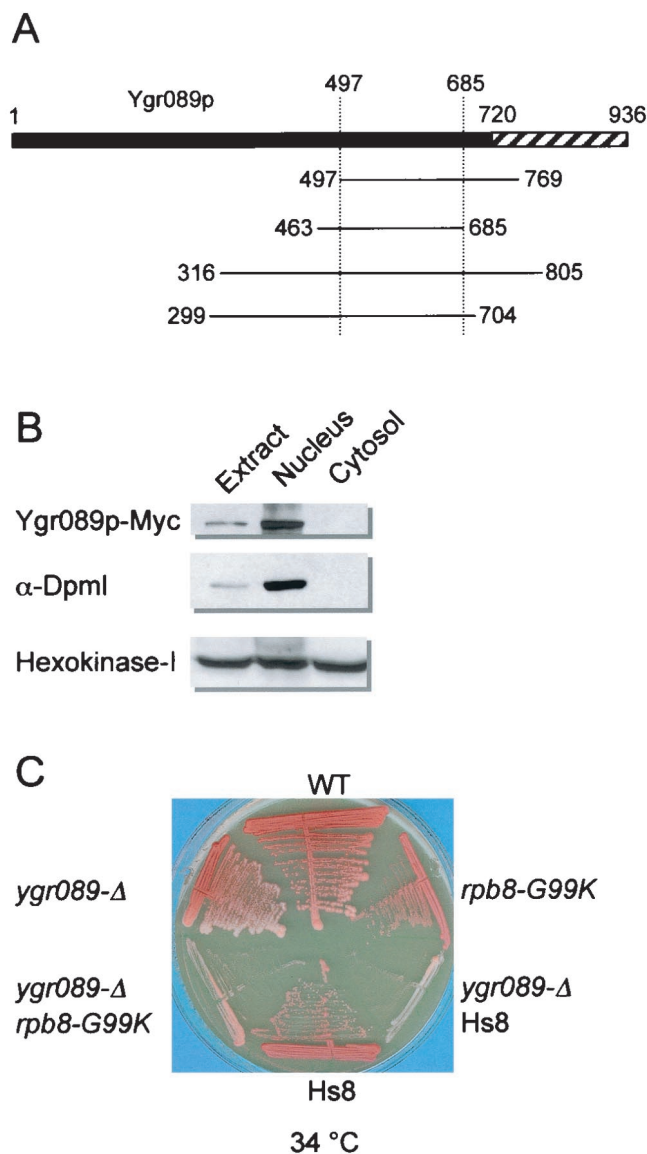 A
497 685
1 Ygr089p 720 936
497 769
463 685
316 805
299 704
B
Extract Nucleus Cytosol
Ygr089p-Myc
α-DpmI
Hexokinase-I
C
WT
ygr089-Δ
rpb8-G99K
ygr089-Δ
rpb8-G99K
ygr089-Δ
Hs8
Hs8
34 °C